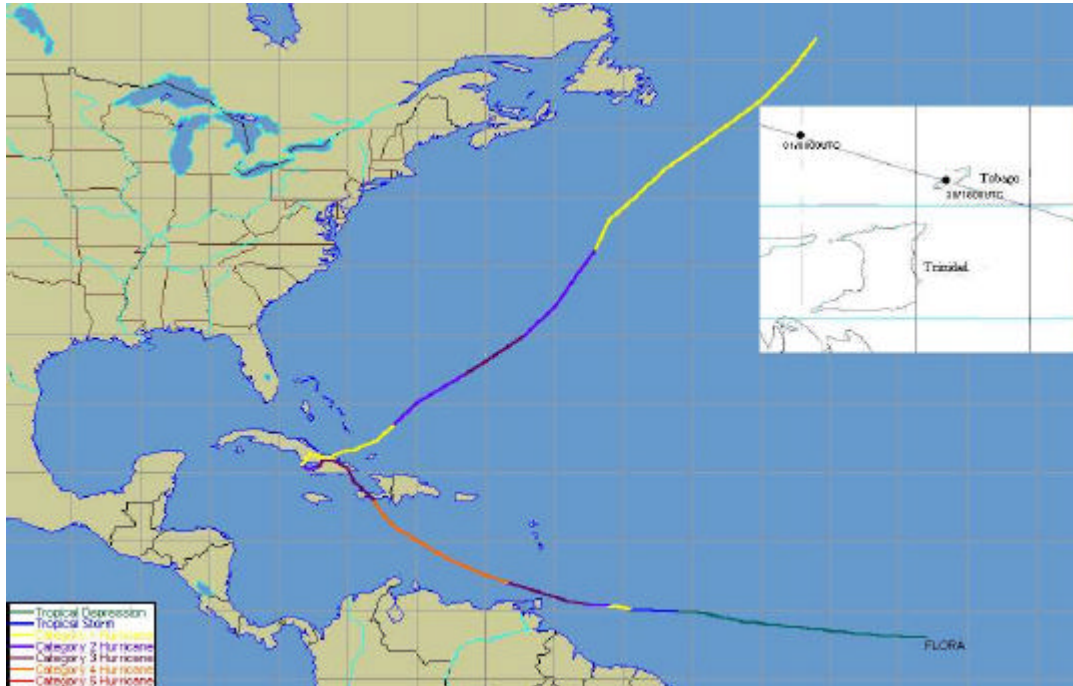 Tobago
Trinidad
FLORA
Tropical Depression
Tropical Storm
Category 1 Hurricane
Category 2 Hurricane
Category 3 Hurricane
Category 4 Hurricane
Category 5 Hurricane